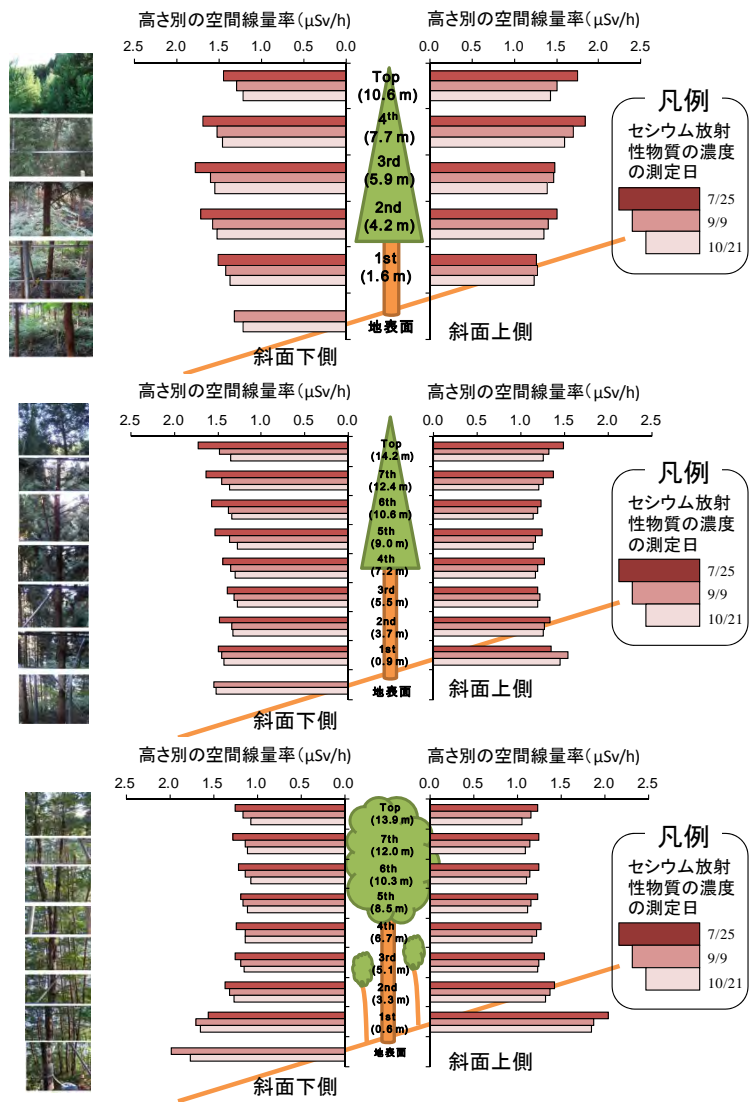 高さ別の空間線量率(μSv/h)
高さ別の空間線量率(μSv/h)
2.5 2.0 1.5 1.0 0.5 0.0
0.0 0.5 1.0 1.5 2.0 2.5
Top
(10.6 m)
4th
(7.7 m)
3rd
(5.9 m)
2nd
(4.2 m)
1st
(1.6 m)
地表面
斜面下側
斜面上側
凡例
セシウム放射
性物質の濃度
の測定日
7/25
9/9
10/21
高さ別の空間線量率(μSv/h)
高さ別の空間線量率(μSv/h)
2.5 2.0 1.5 1.0 0.5 0.0
0.0 0.5 1.0 1.5 2.0 2.5
Top
(14.2 m)
7th
(12.4 m)
6th
(10.6 m)
5th
(9.0 m)
4th
(7.2 m)
3rd
(5.5 m)
2nd
(3.7 m)
1st
(0.9 m)
地表面
斜面下側
斜面上側
凡例
セシウム放射
性物質の濃度
の測定日
7/25
9/9
10/21
高さ別の空間線量率(μSv/h)
高さ別の空間線量率(μSv/h)
2.5 2.0 1.5 1.0 0.5 0.0
0.0 0.5 1.0 1.5 2.0 2.5
Top
(13.9 m)
7th
(12.0 m)
6th
(10.3 m)
5th
(8.5 m)
4th
(6.7 m)
3rd
(5.1 m)
2nd
(3.3 m)
1st
(0.6 m)
地表面
斜面下側
斜面上側
凡例
セシウム放射
性物質の濃度
の測定日
7/25
9/9
10/21